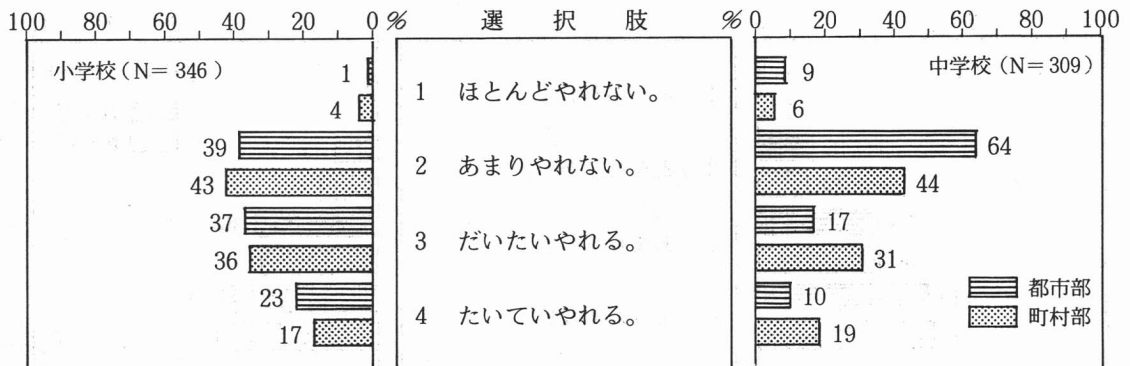 100 80 60 40 20 0 % 選択肢 % 0 20 40 60 80 100
小学校(N= 346 ) 中学校(N= 309)
1 9
1 ほとんどやれない。
4 6
39 64
2 あまりやれない。
43 44
37 17
3 だいたいやれる。
36 31
都市部
23 10
4 たいていやれる。
町村部
17 19